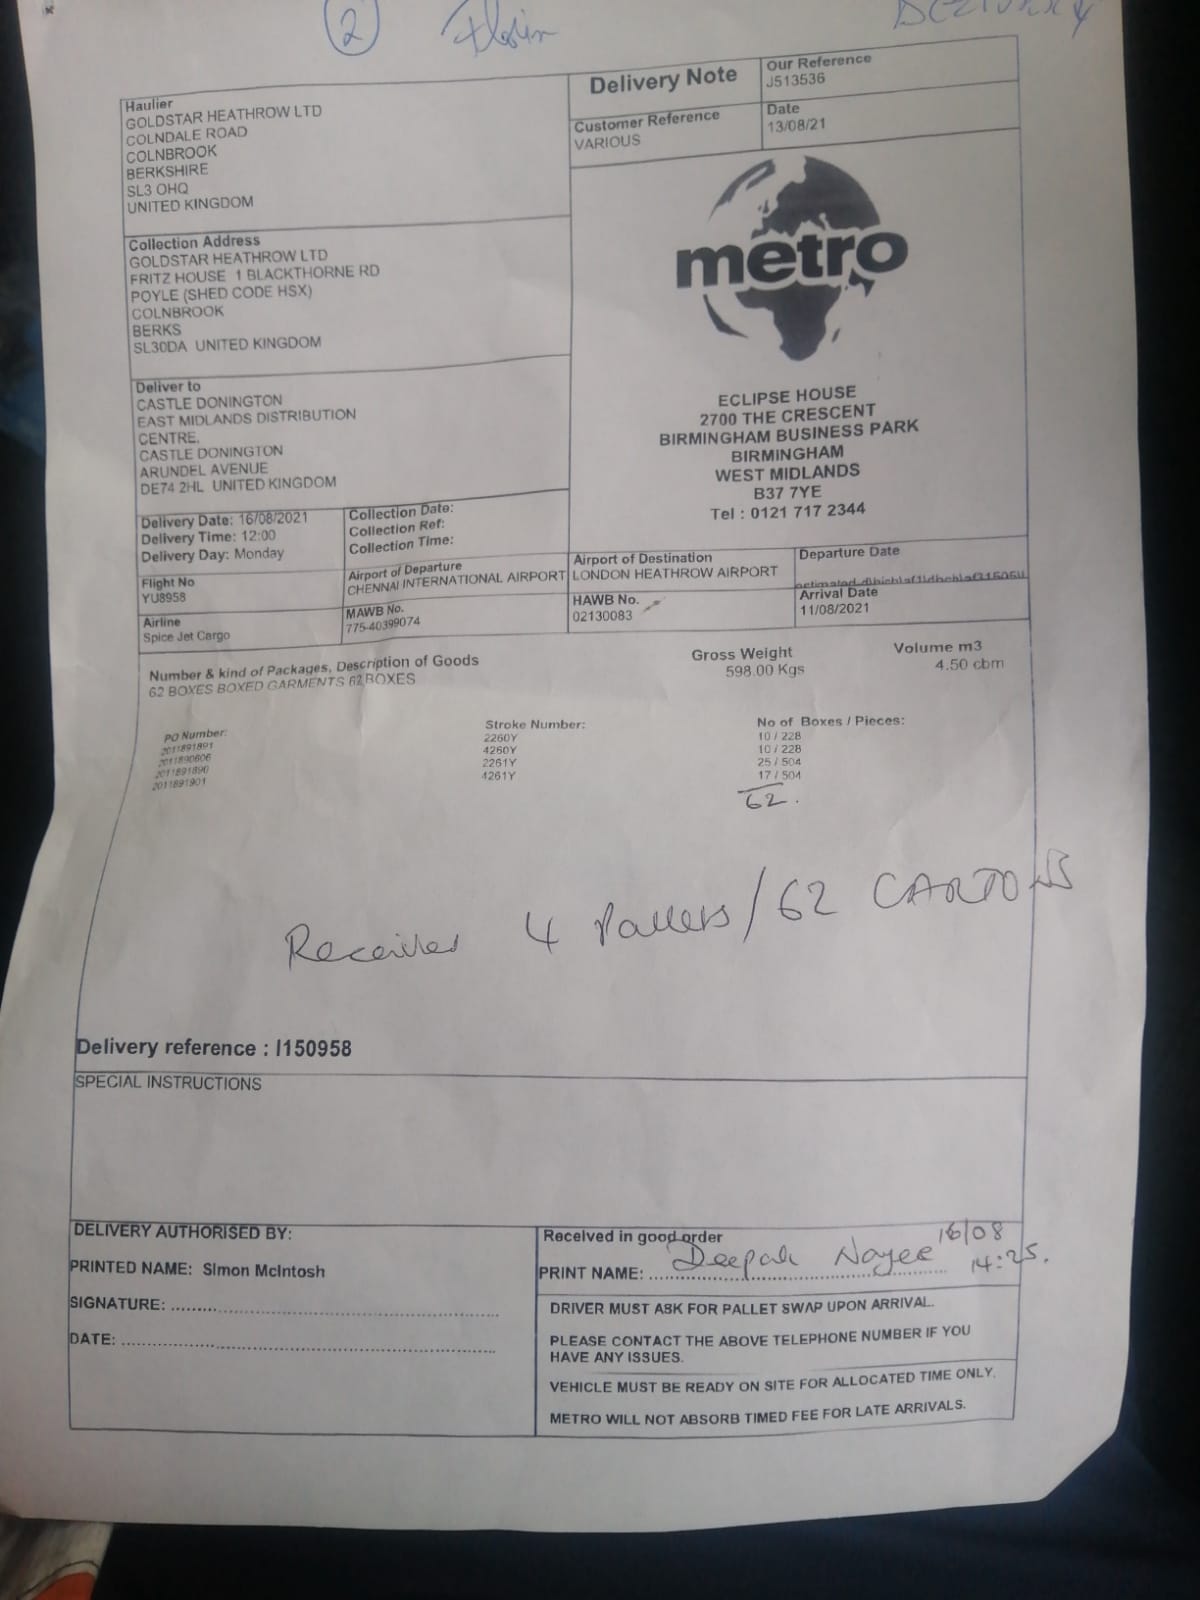 2
Florin
DELIVERY
Haulier
GOLDSTAR HEATHROW LTD
COLNDALE ROAD
COLNBROOK
BERKSHIRE
SL3 OHQ
UNITED KINGDOM
Delivery Note
Our Reference
J513536
Customer Reference
VARIOUS
Date
13/08/21
Collection Address
GOLDSTAR HEATHROW LTD
FRITZ HOUSE 1 BLACKTHORNE RD
POYLE (SHED CODE HSX)
COLNBROOK
BERKS
SL30DA UNITED KINGDOM
metro
Deliver to
CASTLE DONINGTON
EAST MIDLANDS DISTRIBUTION
CENTRE,
CASTLE DONINGTON
ARUNDEL AVENUE
DE74 2HL UNITED KINGDOM
ECLIPSE HOUSE
2700 THE CRESCENT
BIRMINGHAM BUSINESS PARK
BIRMINGHAM
WEST MIDLANDS
B37 7YE
Tel : 0121 717 2344
Delivery Date: 16/08/2021
Delivery Time: 12:00
Delivery Day: Monday
Collection Date:
Collection Ref:
Collection Time:
Flight No
YU8958
Airport of Departure
CHENNAI INTERNATIONAL AIRPORT
Airport of Destination
LONDON HEATHROW AIRPORT
Departure Date
Airline
Spice Jet Cargo
MAWB No.
775-40399074
HAWB No.
02130083
Arrival Date
11/08/2021
Number & kind of Packages, Description of Goods
62 BOXES BOXED GARMENTS 62 BOXES
Gross Weight
598.00 Kgs
Volume m3
4.50 cbm
PO Number: Stroke Number: No of Boxes / Pieces:
2011891891 2260Y 10 / 228
2011890606 4260Y 10 / 228
2011891890 2261Y 25 / 504
2011891901 4261Y 17 / 504
62.
Received 4 Pallets / 62 CARTONS
Delivery reference : I150958
SPECIAL INSTRUCTIONS
DELIVERY AUTHORISED BY:
PRINTED NAME: Simon McIntosh
SIGNATURE:
DATE:
Received in good order
16/08
PRINT NAME: Deepak Nayee 14:25.
DRIVER MUST ASK FOR PALLET SWAP UPON ARRIVAL.
PLEASE CONTACT THE ABOVE TELEPHONE NUMBER IF YOU
HAVE ANY ISSUES.
VEHICLE MUST BE READY ON SITE FOR ALLOCATED TIME ONLY.
METRO WILL NOT ABSORB TIMED FEE FOR LATE ARRIVALS.